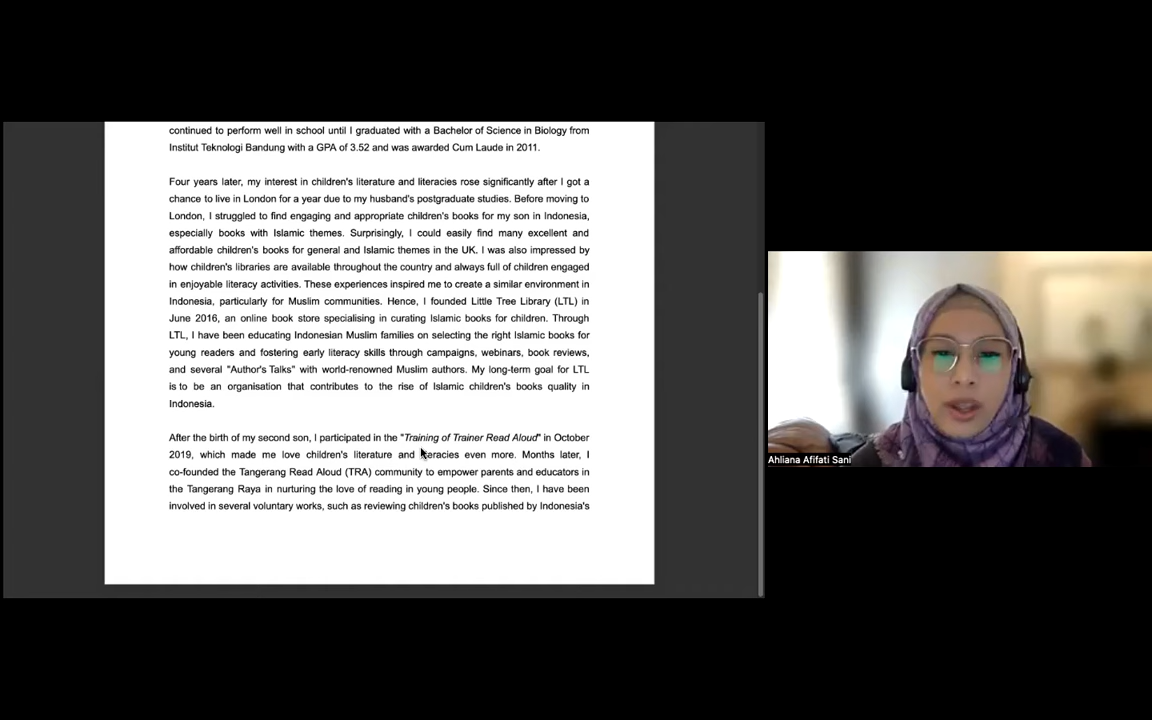 continued to perform well in school until I graduated with a Bachelor of Science in Biology from
Institut Teknologi Bandung with a GPA of 3.52 and was awarded Cum Laude in 2011.
Four years later, my interest in children's literature and literacies rose significantly after I got a
chance to live in London for a year due to my husband's postgraduate studies. Before moving to
London, I struggled to find engaging and appropriate children's books for my son in Indonesia,
especially books with Islamic themes. Surprisingly, I could easily find many excellent and
affordable children's books for general and Islamic themes in the UK. I was also impressed by
how children's libraries are available throughout the country and always full of children engaged
in enjoyable literacy activities. These experiences inspired me to create a similar environment in
Indonesia, particularly for Muslim communities. Hence, I founded Little Tree Library (LTL) in
June 2016, an online book store specialising in curating Islamic books for children. Through
LTL, I have been educating Indonesian Muslim families on selecting the right Islamic books for
young readers and fostering early literacy skills through campaigns, webinars, book reviews,
and several "Author's Talks" with world-renowned Muslim authors. My long-term goal for LTL
is to be an organisation that contributes to the rise of Islamic children's books quality in
Indonesia.
After the birth of my second son, I participated in the "Training of Trainer Read Aloud" in October
2019, which made me love children's literature and literacies even more. Months later, I
co-founded the Tangerang Read Aloud (TRA) community to empower parents and educators in
the Tangerang Raya in nurturing the love of reading in young people. Since then, I have been
involved in several voluntary works, such as reviewing children's books published by Indonesia's
Ahliana Afifati Sani